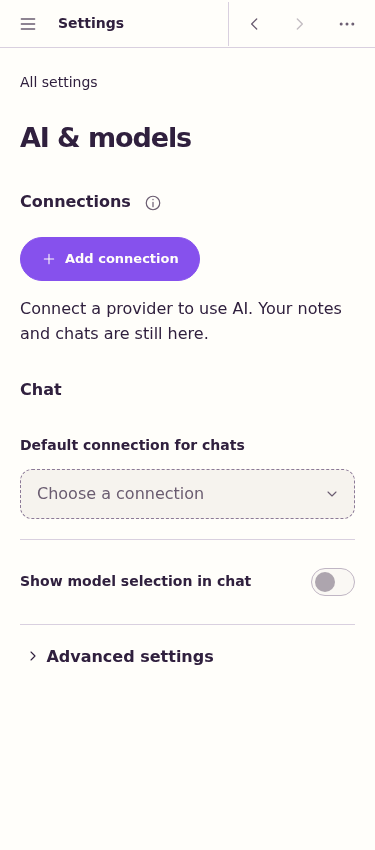 Settings
All settings
AI & models
Connections
Add connection
Connect a provider to use AI. Your notes
and chats are still here.
Chat
Default connection for chats
Choose a connection
Show model selection in chat
Advanced settings